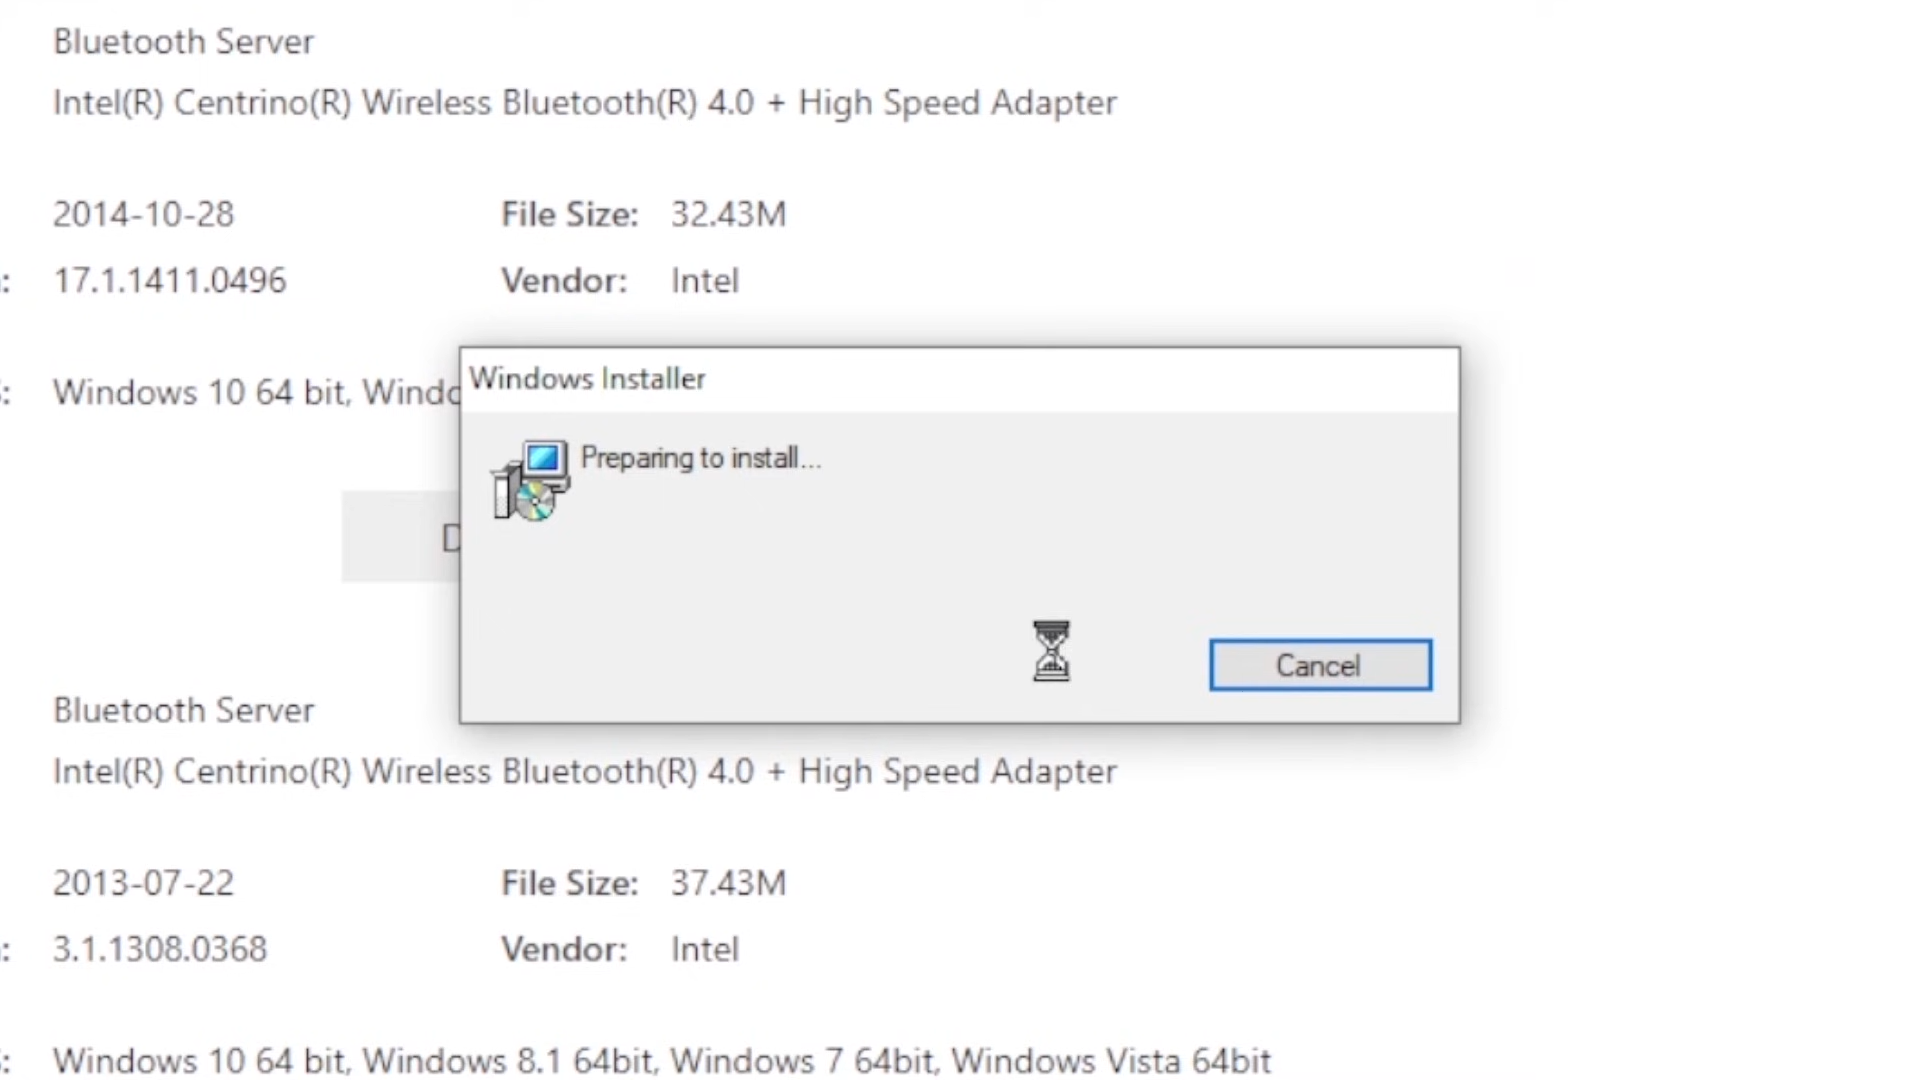 Bluetooth Server
Intel(R) Centrino(R) Wireless Bluetooth(R) 4.0 + High Speed Adapter
2014-10-28 File Size: 32.43M
: 17.1.1411.0496 Vendor: Intel
: Windows 10 64 bit,
Windows Installer
Preparing to install...
Cancel
Bluetooth Server
Intel(R) Centrino(R) Wireless Bluetooth(R) 4.0 + High Speed Adapter
2013-07-22 File Size: 37.43M
: 3.1.1308.0368 Vendor: Intel
: Windows 10 64 bit, Windows 8.1 64bit, Windows 7 64bit, Windows Vista 64bit